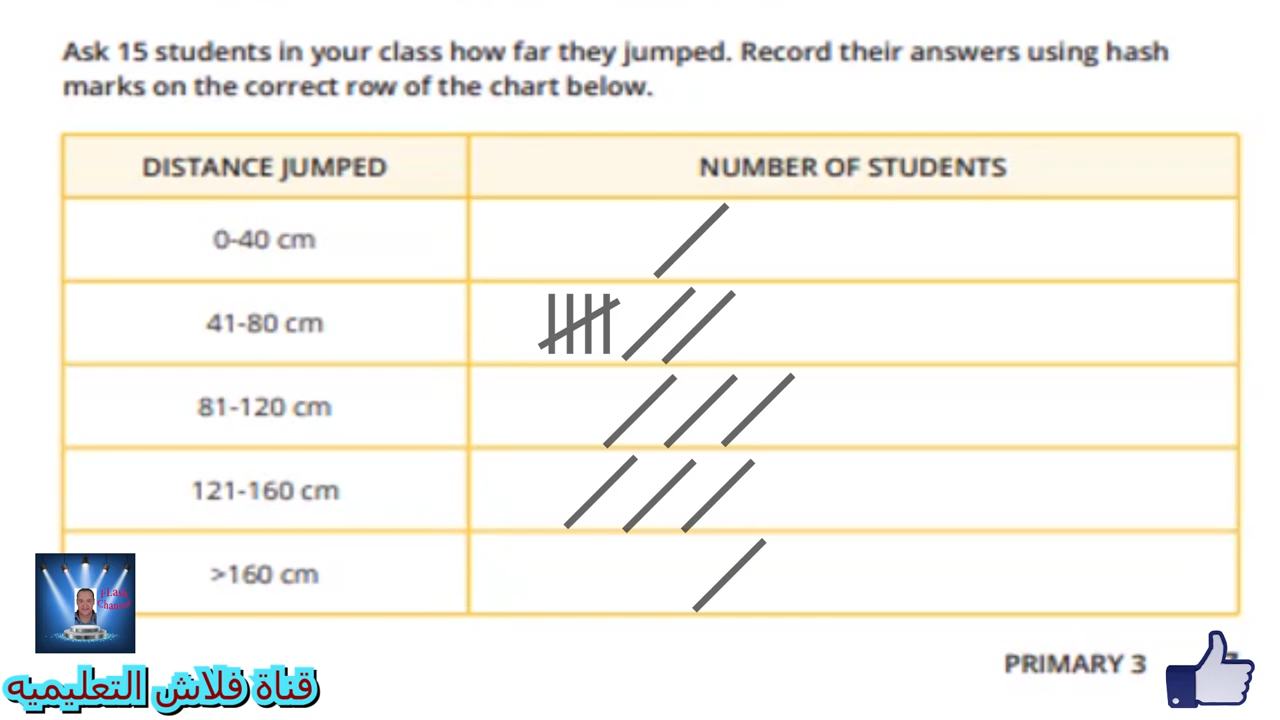 Ask 15 students in your class how far they jumped. Record their answers using hash
marks on the correct row of the chart below.
DISTANCE JUMPED NUMBER OF STUDENTS
0-40 cm
41-80 cm
81-120 cm
121-160 cm
>160 cm
PRIMARY 3
قناة فلاش التعليميه